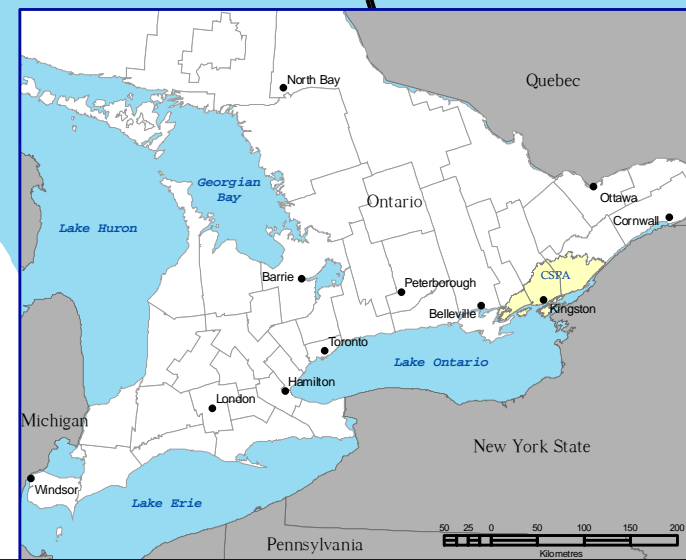 North Bay
Quebec
Georgian
Bay
Ottawa
Ontario
Cornwall
Lake Huron
CSPA
Barrie
Peterborough
Belleville
Kingston
Toronto
Lake Ontario
Hamilton
London
Michigan
New York State
Windsor
Lake Erie
50 25 0 50 100 150 200
Kilometres
Pennsylvania